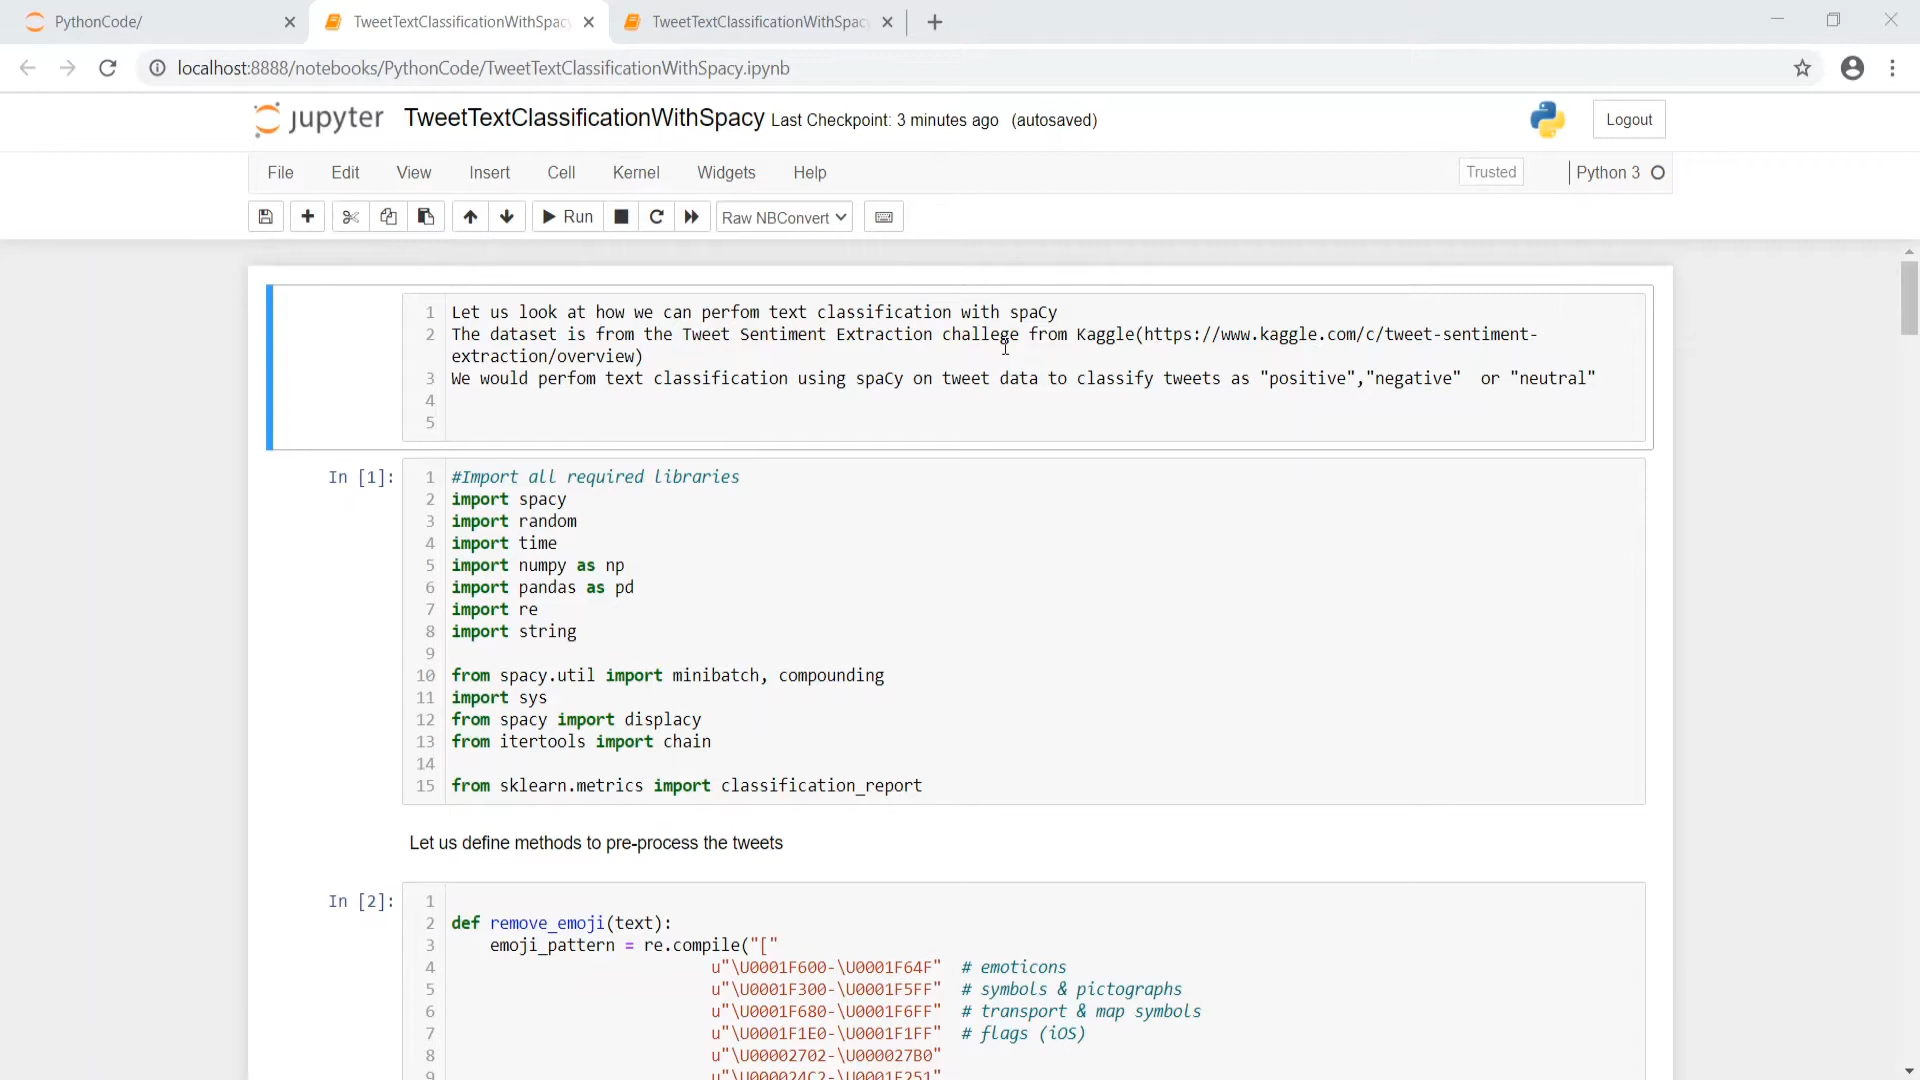 PythonCode/
TweetTextClassificationWithSpac
TweetTextClassificationWithSpac
localhost:8888/notebooks/PythonCode/TweetTextClassificationWithSpacy.ipynb
jupyter TweetTextClassificationWithSpacy Last Checkpoint: 3 minutes ago (autosaved)
Logout
File Edit View Insert Cell Kernel Widgets Help
Trusted Python 3
Run Raw NBConvert
1 Let us look at how we can perfom text classification with spaCy
2 The dataset is from the Tweet Sentiment Extraction challege from Kaggle(https://www.kaggle.com/c/tweet-sentiment-
extraction/overview)
3 We would perfom text classification using spaCy on tweet data to classify tweets as "positive","negative"  or "neutral"
4
5
In [1]:
1 #Import all required libraries
2 import spacy
3 import random
4 import time
5 import numpy as np
6 import pandas as pd
7 import re
8 import string
9
10 from spacy.util import minibatch, compounding
11 import sys
12 from spacy import displacy
13 from itertools import chain
14
15 from sklearn.metrics import classification_report
Let us define methods to pre-process the tweets
In [2]:
1
2 def remove_emoji(text):
3     emoji_pattern = re.compile("["
4                            u"\U0001F600-\U0001F64F"  # emoticons
5                            u"\U0001F300-\U0001F5FF"  # symbols & pictographs
6                            u"\U0001F680-\U0001F6FF"  # transport & map symbols
7                            u"\U0001F1E0-\U0001F1FF"  # flags (iOS)
8                            u"\U00002702-\U000027B0"
9                            u"\U000024C2-\U0001F251"